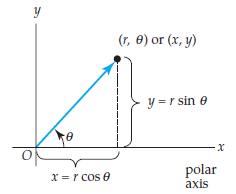 y
(r, θ) or (x, y)
y = r sin θ
θ
O
x
x = r cos θ
polar
axis